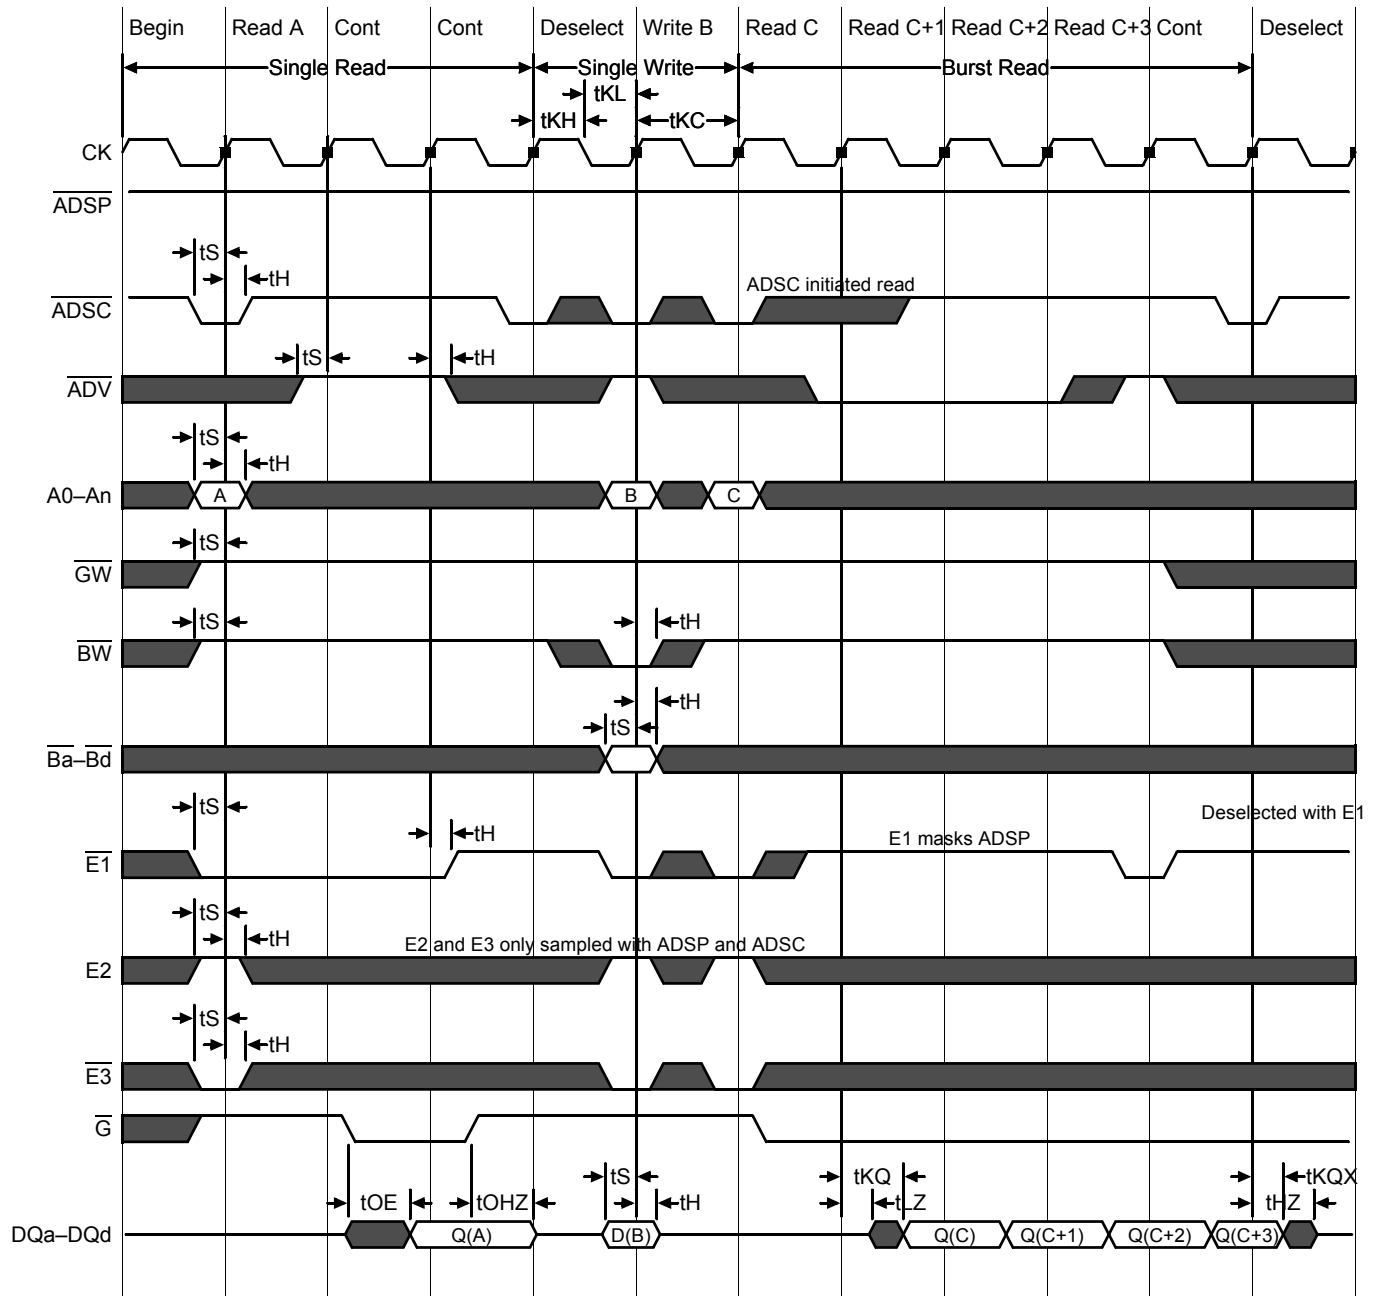 Begin Read A Cont Cont Deselect Write B Read C Read C+1 Read C+2 Read C+3 Cont Deselect
Single Read Single Write Burst Read
tKL
tKH tKC
CK
ADSP
tS
tH
ADSC initiated read
ADSC
tS tH
ADV
tS
tH
A0–An A B C
tS
GW
tS tH
BW
tH
tS
Ba–Bd
tS Deselected with E1
tH E1 masks ADSP
E1
tS
tH E2 and E3 only sampled with ADSP and ADSC
E2
tS
tH
E3
G
tS tKQ tKQX
tOE tOHZ tH tLZ tHZ
DQa–DQd Q(A) D(B) Q(C) Q(C+1) Q(C+2) Q(C+3)